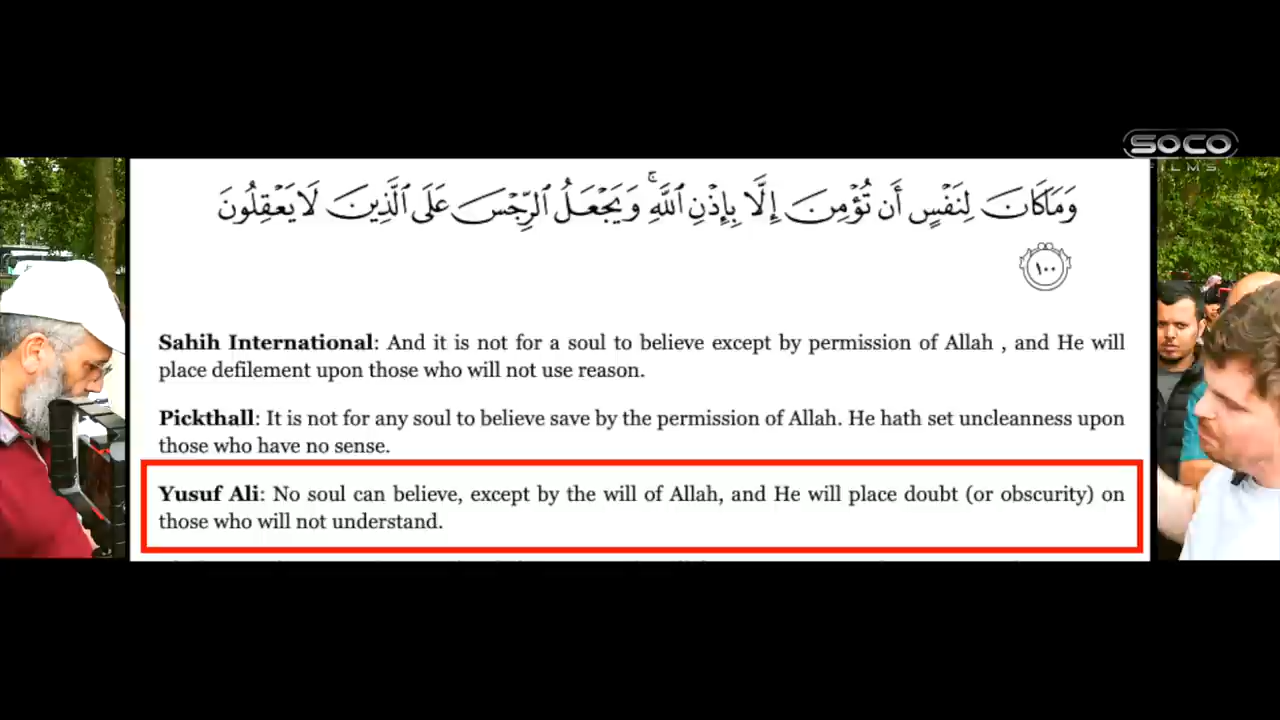 SOCO
FILMS
وَمَا كَانَ لِنَفْسٍ أَن تُؤْمِنَ إِلَّا بِإِذْنِ ٱللَّهِ ۚ وَيَجْعَلُ ٱلرِّجْسَ عَلَى ٱلَّذِينَ لَا يَعْقِلُونَ
١٠٠
Sahih International: And it is not for a soul to believe except by permission of Allah , and He will
place defilement upon those who will not use reason.
Pickthall: It is not for any soul to believe save by the permission of Allah. He hath set uncleanness upon
those who have no sense.
Yusuf Ali: No soul can believe, except by the will of Allah, and He will place doubt (or obscurity) on
those who will not understand.